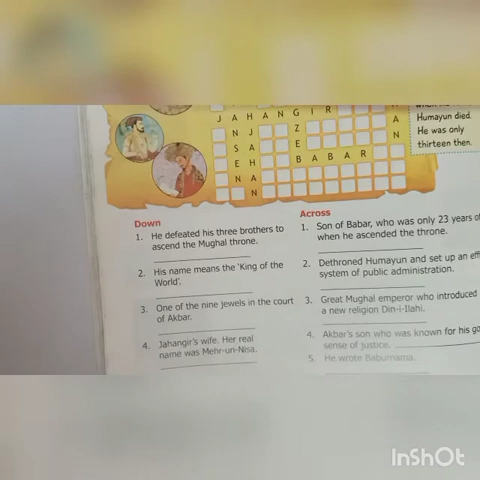 J A H A N G I R
N J Z A
S A E N
E H B A B A R
N A
N
Humayun died.
He was only
thirteen then.
Down
1. He defeated his three brothers to
ascend the Mughal throne.
2. His name means the 'King of the
World'.
3. One of the nine jewels in the court
of Akbar.
4. Jahangir's wife. Her real
name was Mehr-un-Nisa.
Across
1. Son of Babar, who was only 23 years
when he ascended the throne.
2. Dethroned Humayun and set up an
system of public administration.
3. Great Mughal emperor who introduced
a new religion Din-i-Ilahi.
4. Akbar's son who was known for his
sense of justice.
5. He wrote Baburnama.
InShOt